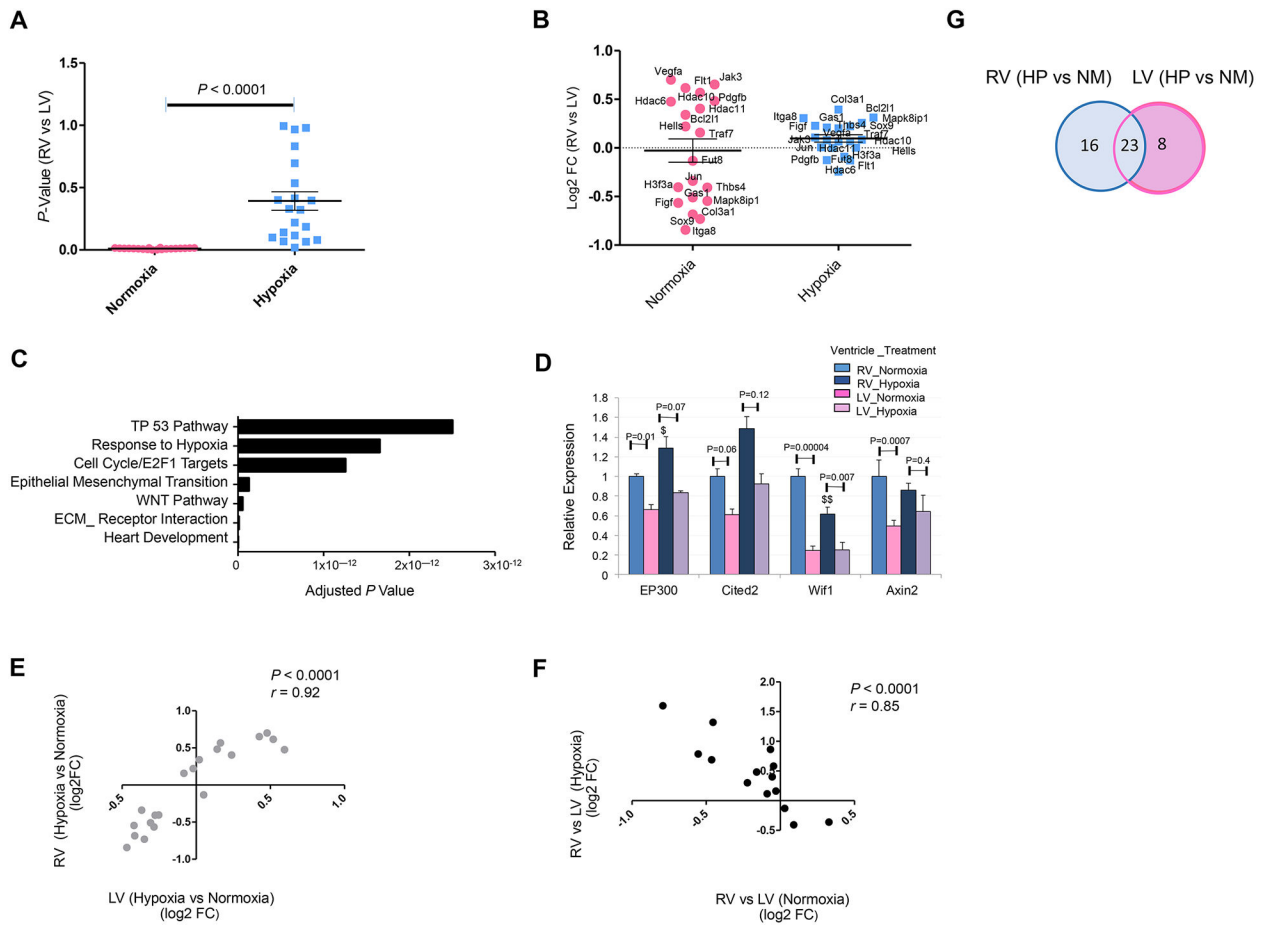 A
P-Value (RV vs LV)
1.5
1.0
0.5
0.0
P < 0.0001
Normoxia
Hypoxia
B
Log2 FC (RV vs LV)
1.0
0.5
0.0
-0.5
-1.0
Vegfa
Flt1
Jak3
Hdac6
Hdac10
Pdgfb
Hdac11
Bcl2l1
Hells
Traf7
Fut8
Jun
H3f3a
Thbs4
Gas1
Figf
Mapk8ip1
Col3a1
Sox9
Itga8
Col3a1
Bcl2l1
Itga8
Gas1
Mapk8ip1
Figf
Thbs4
Sox9
Vegfa
Traf7
Jak3
Hdac10
Jun
Hdac11
H3f3a
Hells
Pdgfb
Fut8
Flt1
Hdac6
Normoxia
Hypoxia
G
RV (HP vs NM)
LV (HP vs NM)
16
23
8
C
TP 53 Pathway
Response to Hypoxia
Cell Cycle/E2F1 Targets
Epithelial Mesenchymal Transition
WNT Pathway
ECM_ Receptor Interaction
Heart Development
0
1x10⁻¹²
2x10⁻¹²
3x10⁻¹²
Adjusted P Value
D
Ventricle _Treatment
RV_Normoxia
RV_Hypoxia
LV_Normoxia
LV_Hypoxia
Relative Expression
1.8
1.6
1.4
1.2
1
0.8
0.6
0.4
0.2
0
P=0.01
P=0.07
$
P=0.06
P=0.12
P=0.00004
P=0.007
$$
P=0.0007
P=0.4
EP300
Cited2
Wif1
Axin2
E
P < 0.0001
r = 0.92
RV (Hypoxia vs Normoxia)
(log2FC)
1.0
0.5
-0.5
-1.0
-0.5
0.5
1.0
LV (Hypoxia vs Normoxia)
(log2 FC)
F
P < 0.0001
r = 0.85
RV vs LV (Hypoxia)
(log2 FC)
2.0
1.5
1.0
0.5
-0.5
-1.0
-0.5
0.5
RV vs LV (Normoxia)
(log2 FC)